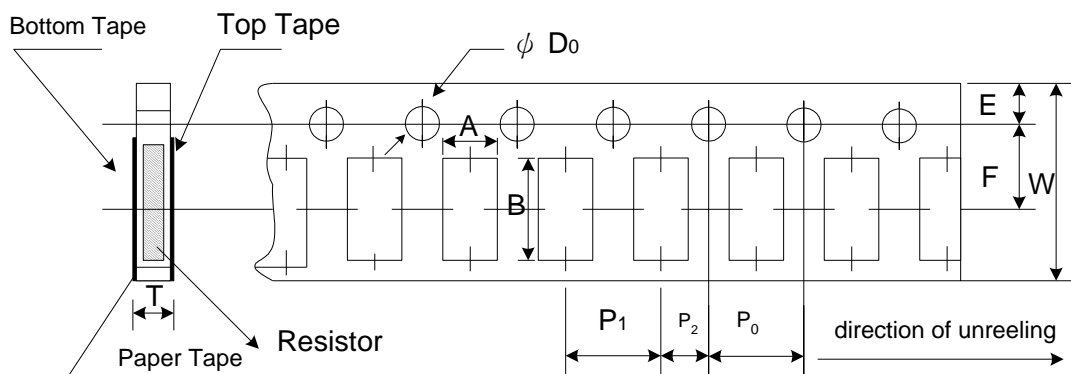 Bottom Tape
Top Tape
ψ D0
E
A
F
W
B
T
P1
P2
P0
direction of unreeling
Resistor
Paper Tape